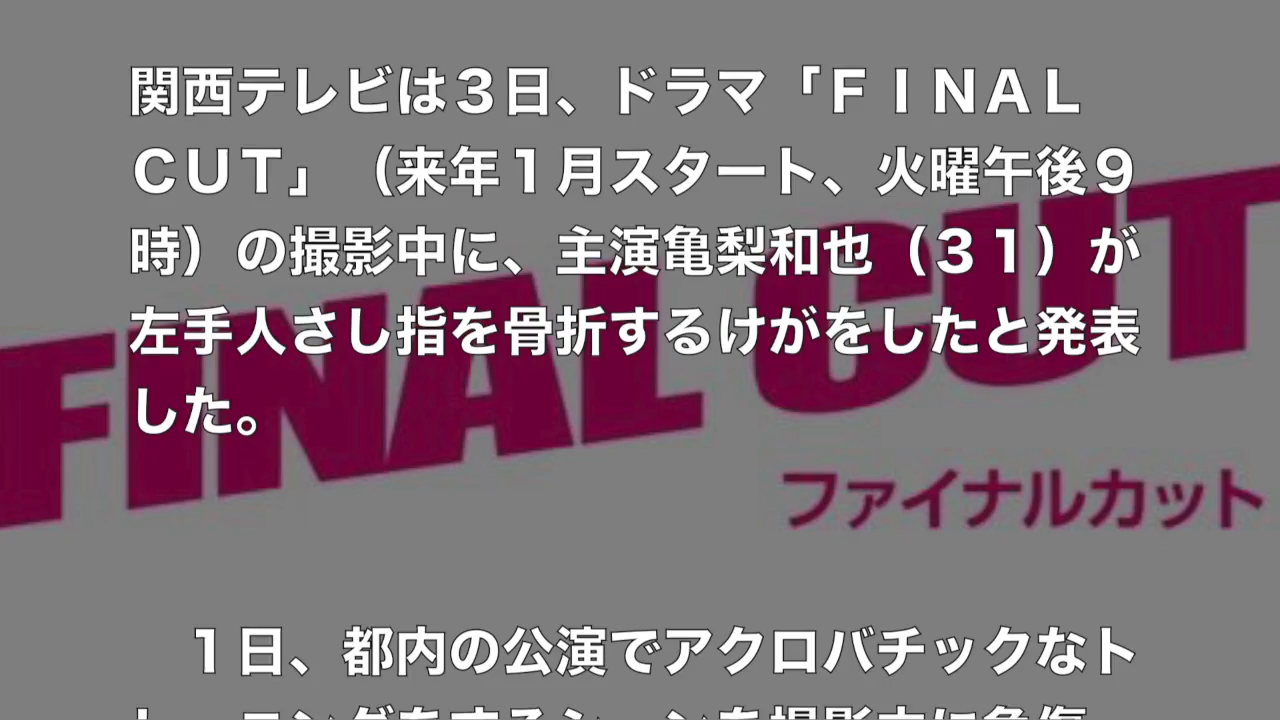 関西テレビは３日、ドラマ「ＦＩＮＡＬ
ＣＵＴ」（来年１月スタート、火曜午後９
時）の撮影中に、主演亀梨和也（３１）が
左手人さし指を骨折するけがをしたと発表
した。
FINAL CUT
ファイナルカット
１日、都内の公演でアクロバチックなト